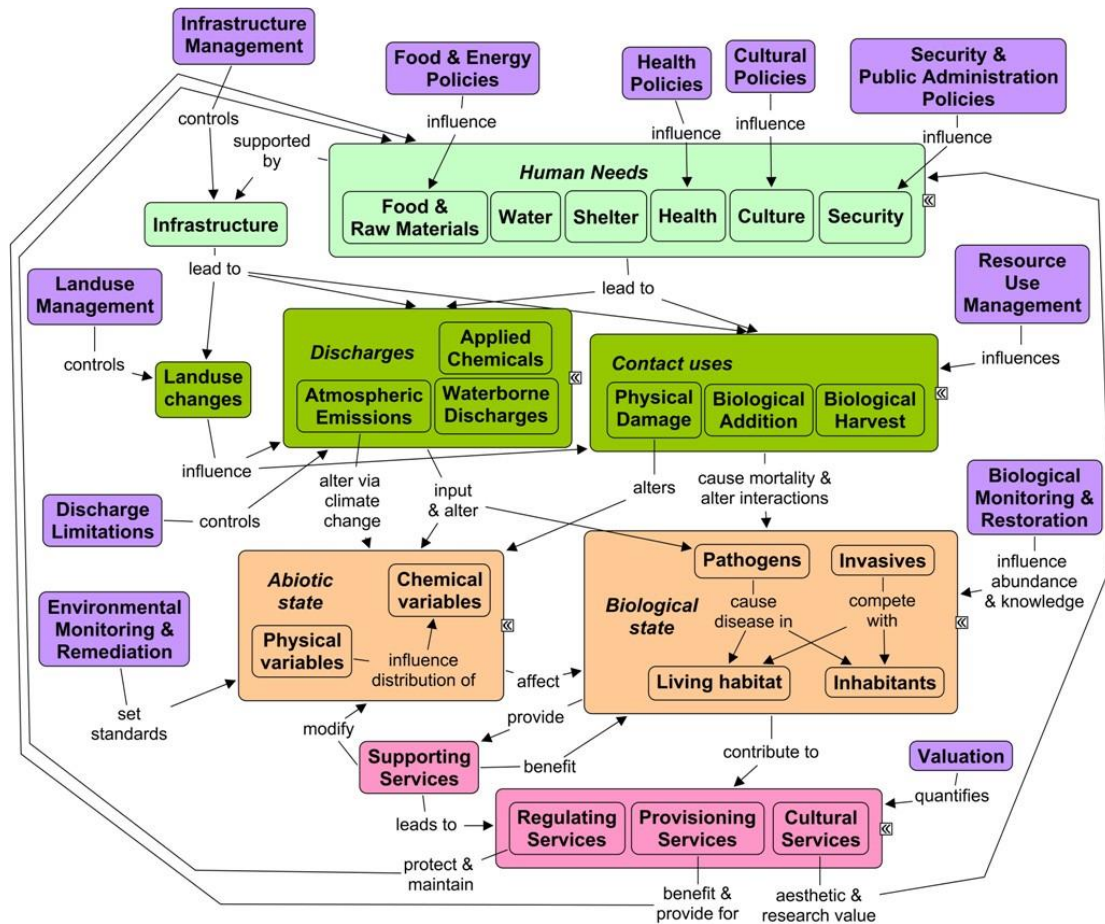 Infrastructure
Management
Food & Energy
Policies
Health
Policies
Cultural
Policies
Security &
Public Administration
Policies
controls
supported
by
influence
influence
influence
influence
Human Needs
Food &
Raw Materials
Water
Shelter
Health
Culture
Security
Infrastructure
lead to
lead to
Landuse
Management
Resource
Use
Management
controls
influences
Landuse
changes
Discharges
Applied
Chemicals
Atmospheric
Emissions
Waterborne
Discharges
Contact uses
Physical
Damage
Biological
Addition
Biological
Harvest
influence
alter via
climate
change
input
& alter
alters
cause mortality &
alter interactions
Discharge
Limitations
controls
Biological
Monitoring &
Restoration
influence
abundance
& knowledge
Abiotic
state
Chemical
variables
Physical
variables
influence
distribution of
Biological
state
Pathogens
Invasives
cause
disease in
compete
with
Living habitat
Inhabitants
Environmental
Monitoring &
Remediation
set
standards
affect
modify
provide
Supporting
Services
benefit
contribute to
Valuation
quantifies
leads to
Regulating
Services
Provisioning
Services
Cultural
Services
protect &
maintain
benefit &
provide for
aesthetic &
research value